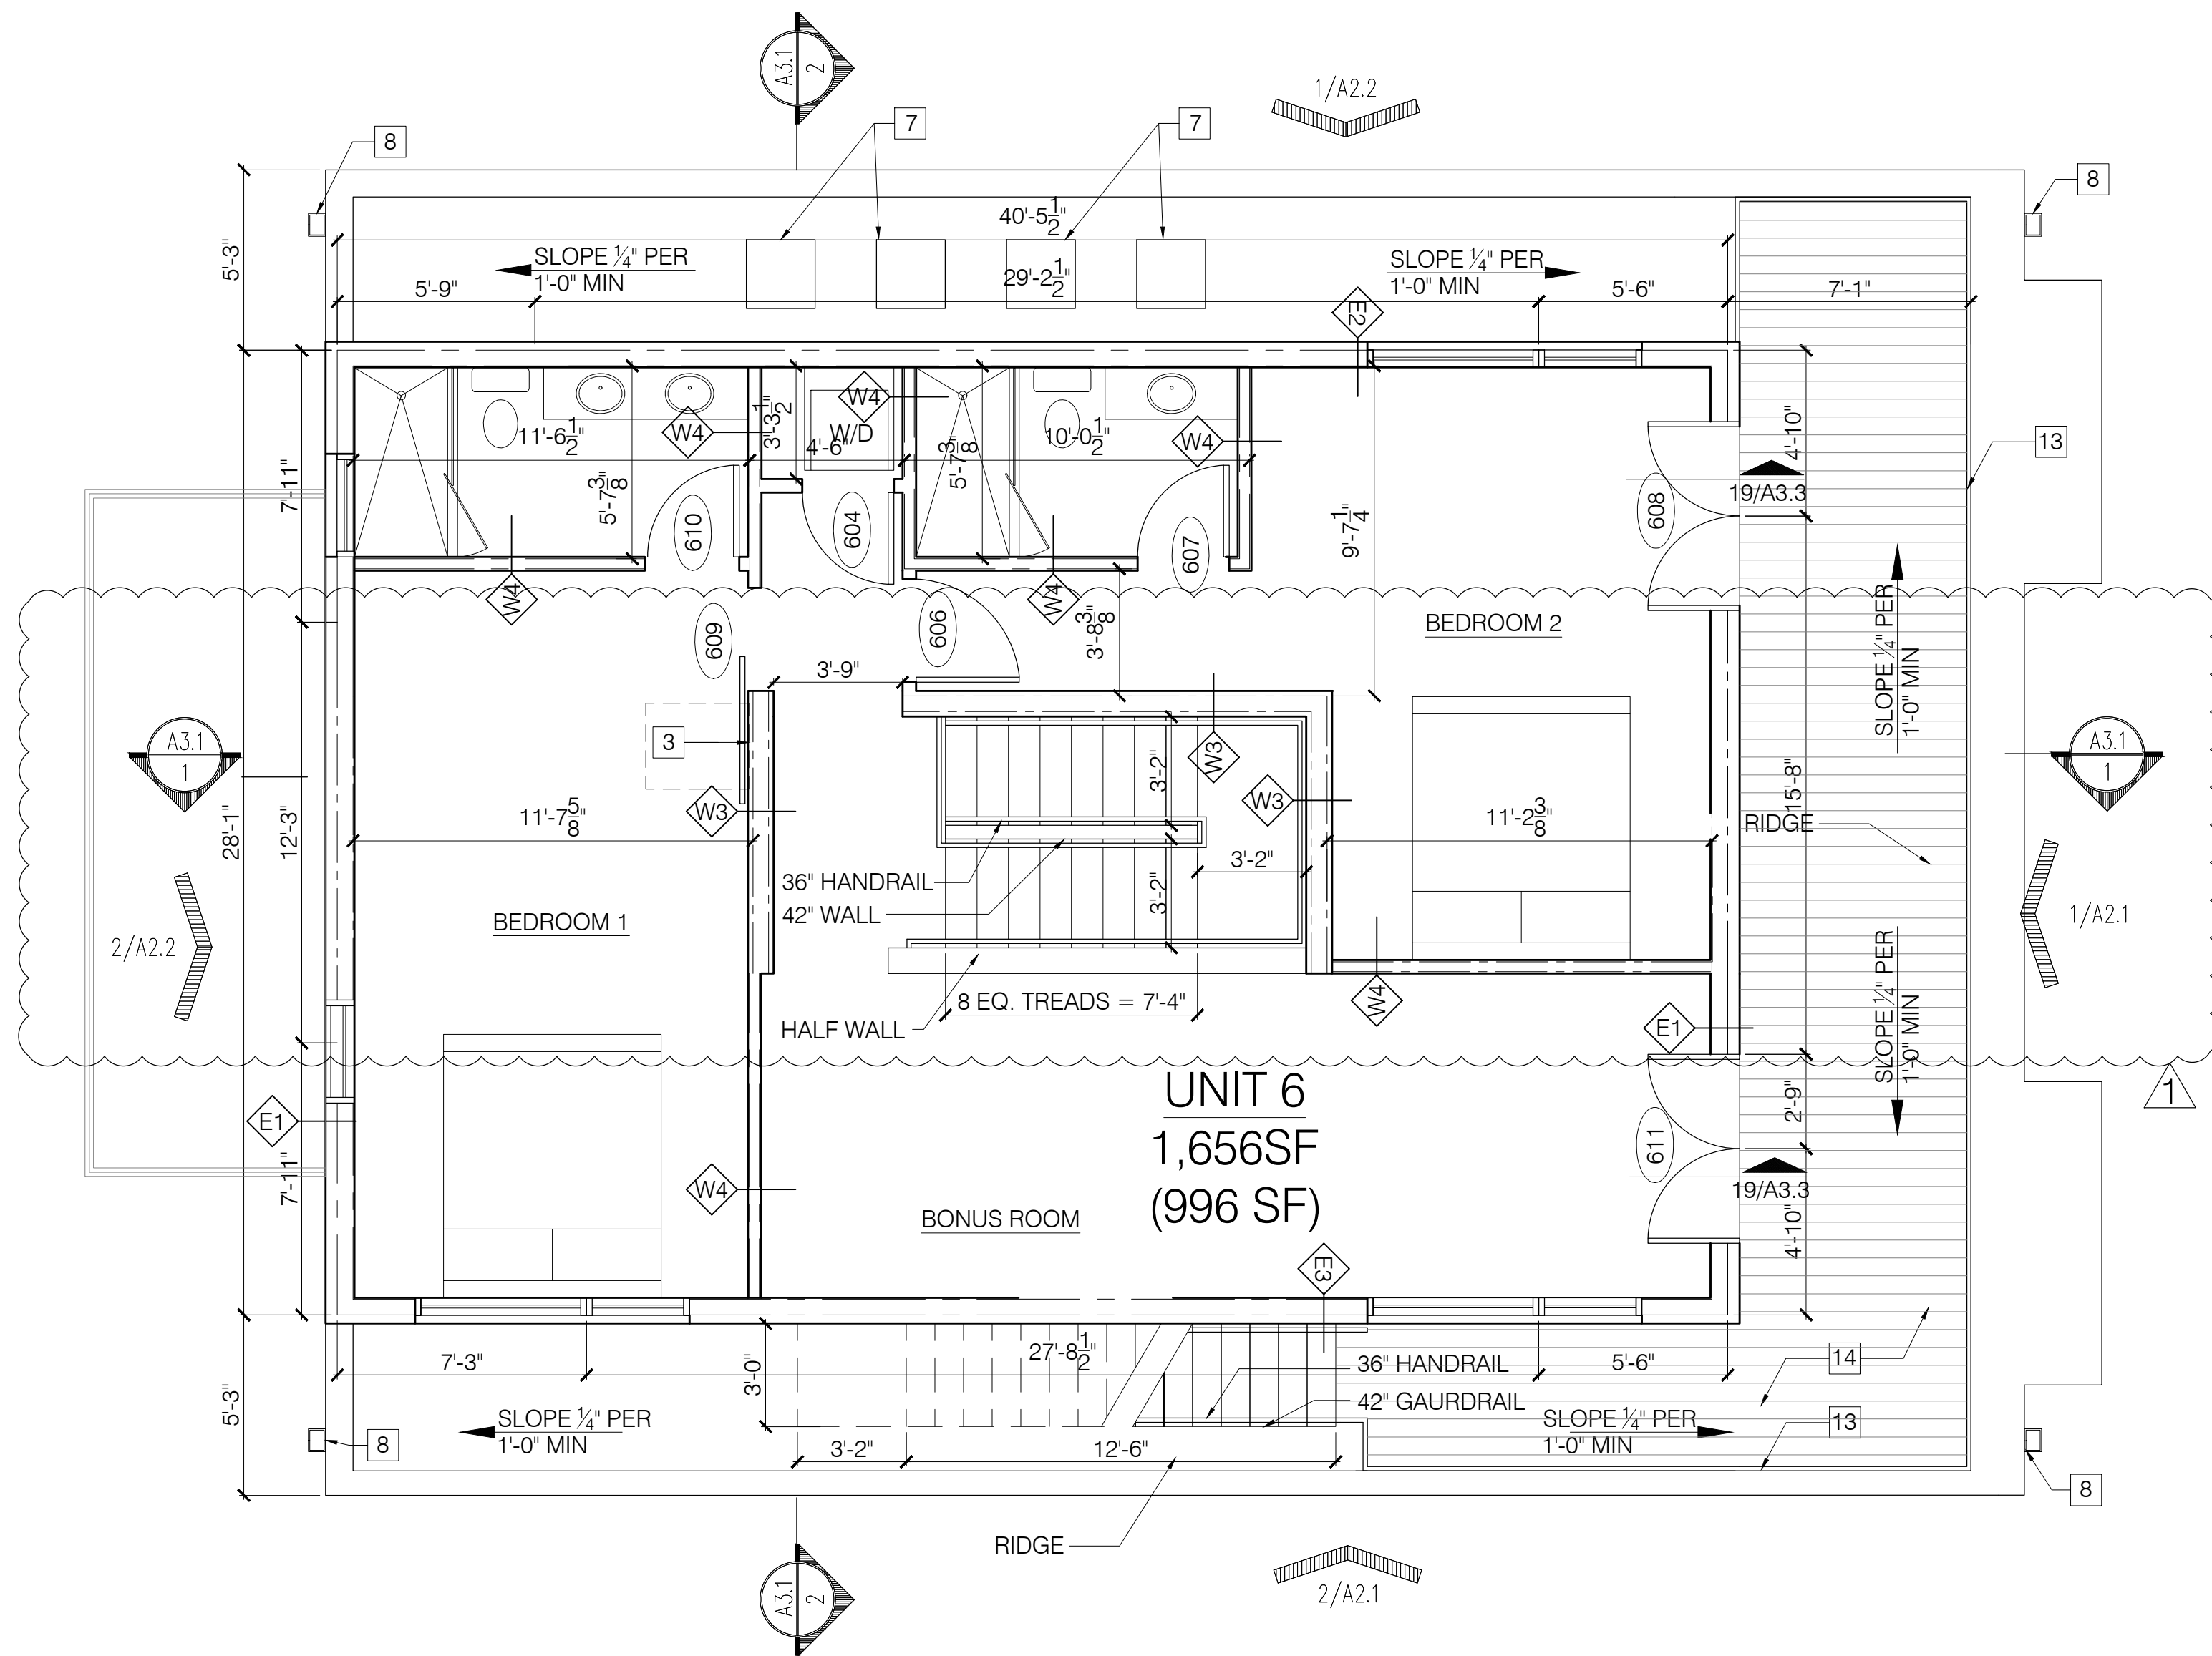 A3.1
2
1/A2.2
7
7
8
8
5'-3"
40'-5 1/2"
SLOPE 1/4" PER
1'-0" MIN
29'-2 1/2"
SLOPE 1/4" PER
1'-0" MIN
5'-9"
5'-6"
7'-1"
E2
W4
W4
W4
3'-3 1/2"
W/D
4'-6"
11'-6 1/2"
10'-0 1/2"
5'-7 3/8"
5'-7 3/8"
4'-10"
13
19/A3.3
7'-11"
610
604
607
608
9'-7 1/4"
W4
W4
609
606
3'-8 3/8"
BEDROOM 2
SLOPE 1/4" PER
1'-0" MIN
3'-9"
3
A3.1
1
A3.1
1
W3
3'-2"
W3
W3
28'-1"
12'-3"
11'-7 5/8"
11'-2 3/8"
15'-8"
RIDGE
3'-2"
3'-2"
36" HANDRAIL
42" WALL
BEDROOM 1
2/A2.2
1/A2.1
SLOPE 1/4" PER
1'-0" MIN
8 EQ. TREADS = 7'-4"
HALF WALL
W4
E1
UNIT 6
1,656SF
(996 SF)
1
2'-9"
E1
611
7'-11"
W4
19/A3.3
BONUS ROOM
4'-10"
E3
27'-8 1/2"
7'-3"
3'-0"
36" HANDRAIL
5'-6"
14
5'-3"
42" GAURDRAIL
SLOPE 1/4" PER
1'-0" MIN
SLOPE 1/4" PER
1'-0" MIN
13
8
3'-2"
12'-6"
8
RIDGE
A3.1
2
2/A2.1